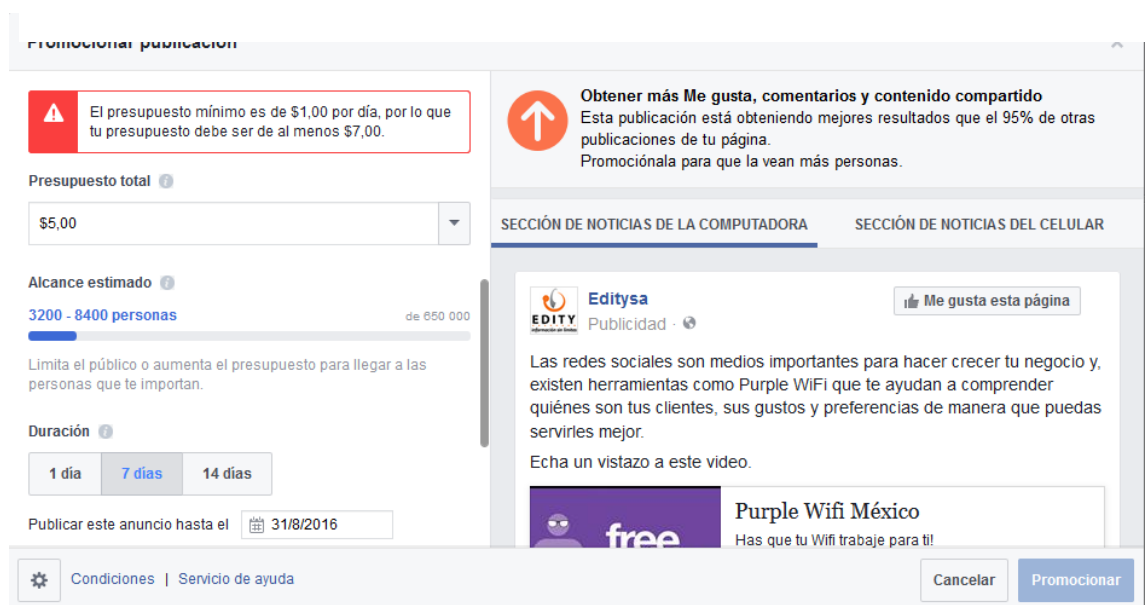 Promocionar publicación
El presupuesto mínimo es de $1,00 por día, por lo que
tu presupuesto debe ser de al menos $7,00.
Presupuesto total
$5,00
Alcance estimado
3200 - 8400 personas
de 650 000
Limita el público o aumenta el presupuesto para llegar a las
personas que te importan.
Duración
1 día 7 días 14 días
Publicar este anuncio hasta el 31/8/2016
Obtener más Me gusta, comentarios y contenido compartido
Esta publicación está obteniendo mejores resultados que el 95% de otras
publicaciones de tu página.
Promociónala para que la vean más personas.
SECCIÓN DE NOTICIAS DE LA COMPUTADORA SECCIÓN DE NOTICIAS DEL CELULAR
EDITY
Editysa
Publicidad ·
Me gusta esta página
Las redes sociales son medios importantes para hacer crecer tu negocio y,
existen herramientas como Purple WiFi que te ayudan a comprender
quiénes son tus clientes, sus gustos y preferencias de manera que puedas
servirles mejor.
Echa un vistazo a este video.
free
Purple Wifi México
Has que tu Wifi trabaje para ti!
Condiciones | Servicio de ayuda
Cancelar Promocionar